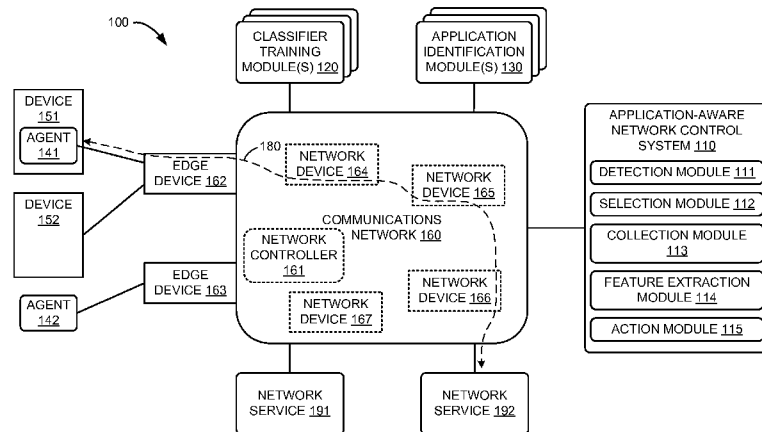 100
CLASSIFIER
TRAINING
MODULE(S) 120
APPLICATION
IDENTIFICATION
MODULE(S) 130
DEVICE
151
AGENT
141
DEVICE
152
AGENT
142
EDGE
DEVICE 162
EDGE
DEVICE 163
180
NETWORK
DEVICE 164
NETWORK
DEVICE 165
COMMUNICATIONS
NETWORK 160
NETWORK
CONTROLLER
161
NETWORK
DEVICE 166
NETWORK
DEVICE 167
APPLICATION-AWARE
NETWORK CONTROL
SYSTEM 110
DETECTION MODULE 111
SELECTION MODULE 112
COLLECTION MODULE
113
FEATURE EXTRACTION
MODULE 114
ACTION MODULE 115
NETWORK
SERVICE 191
NETWORK
SERVICE 192